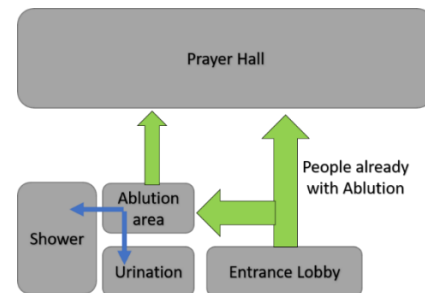 Prayer Hall
People already
with Ablution
Ablution
area
Shower
Urination
Entrance Lobby